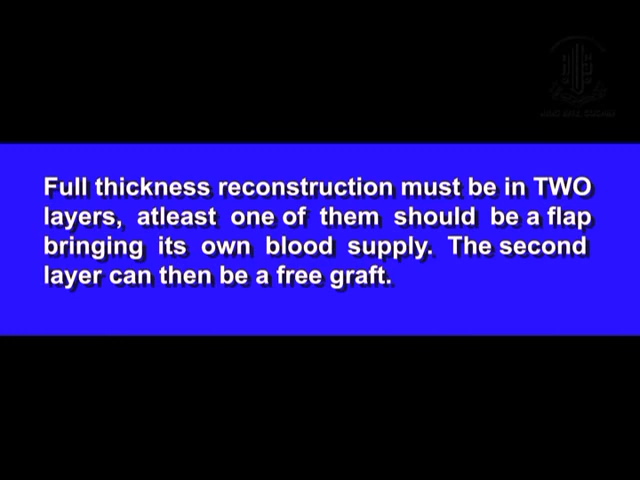 Full thickness reconstruction must be in TWO
layers, atleast one of them should be a flap
bringing its own blood supply. The second
layer can then be a free graft.